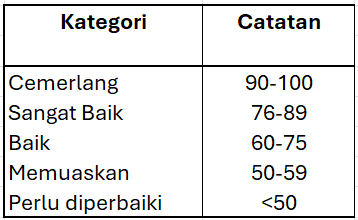 Kategori Catatan
Cemerlang 90-100
Sangat Baik 76-89
Baik 60-75
Memuaskan 50-59
Perlu diperbaiki <50